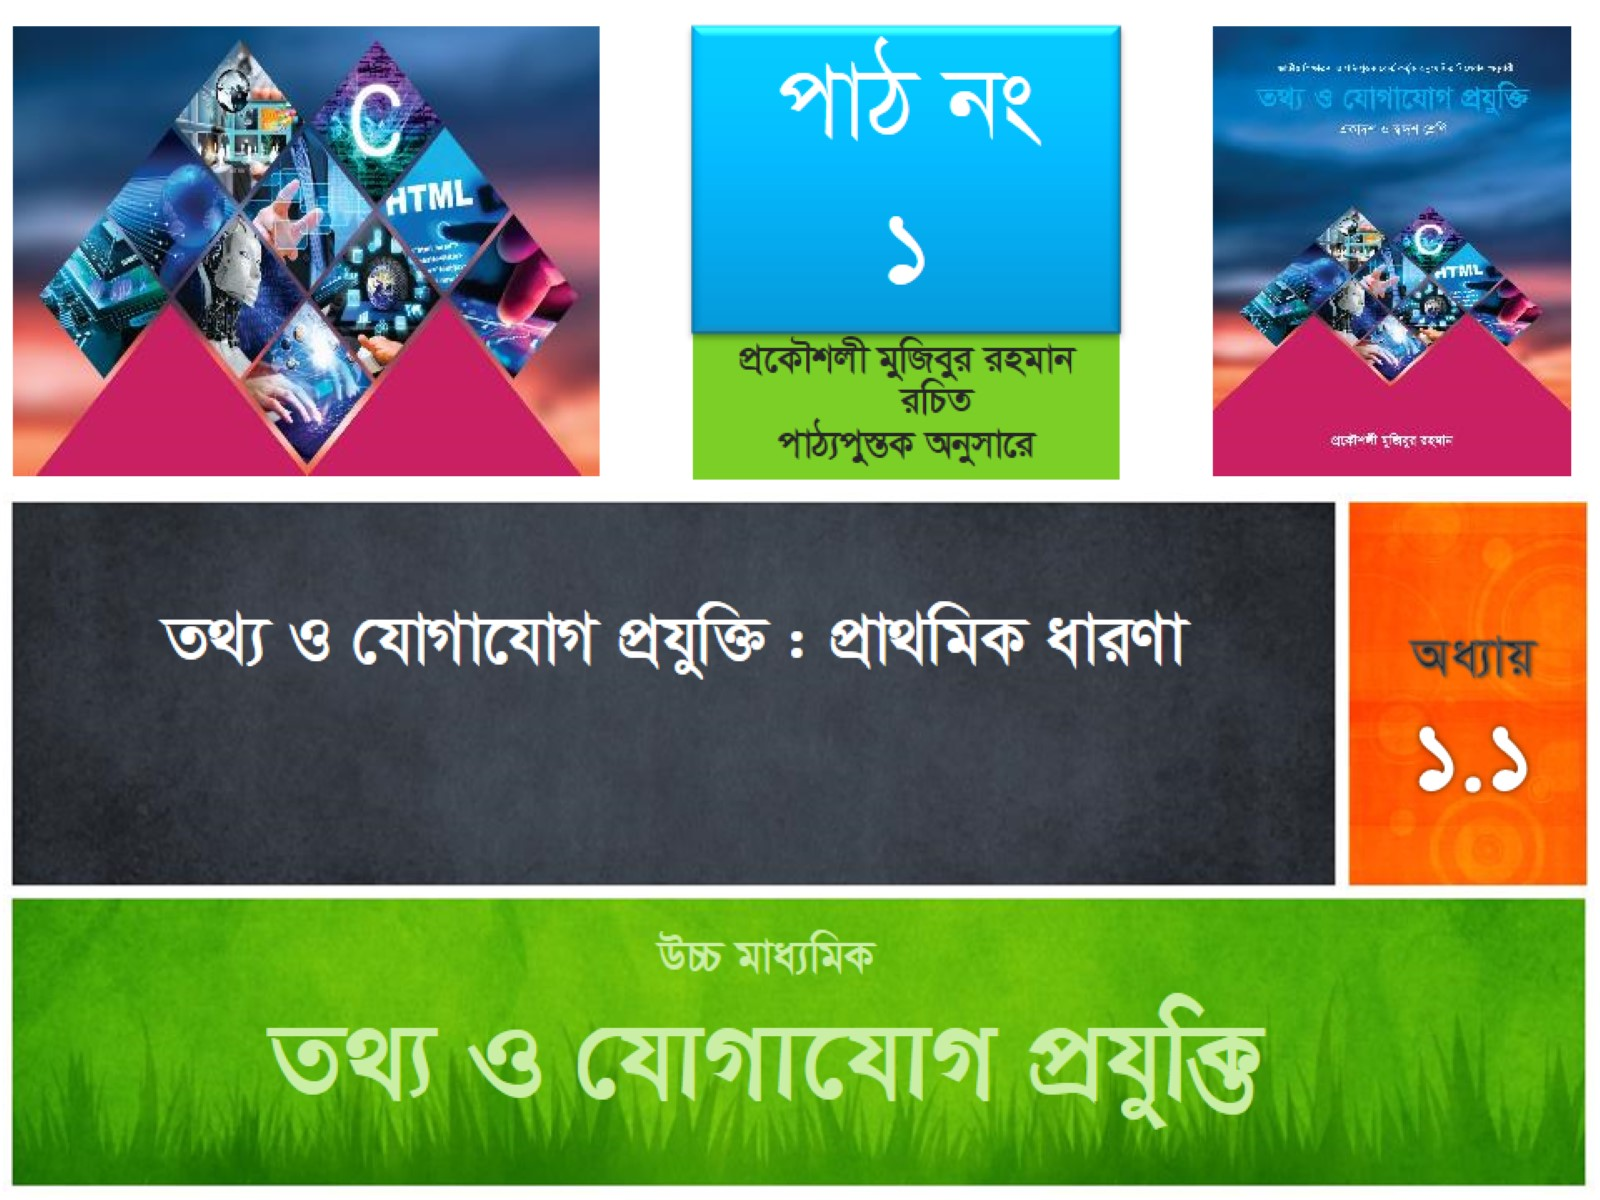 C
HTML
পাঠ নং
১
প্রকৌশলী মুজিবুর রহমান
রচিত
পাঠ্যপুস্তক অনুসারে
তথ্য ও যোগাযোগ প্রযুক্তি
একাদশ ও দ্বাদশ শ্রেণি
C
HTML
প্রকৌশলী মুজিবুর রহমান
তথ্য ও যোগাযোগ প্রযুক্তি : প্রাথমিক ধারণা
অধ্যায়
১.১
উচ্চ মাধ্যমিক
তথ্য ও যোগাযোগ প্রযুক্তি